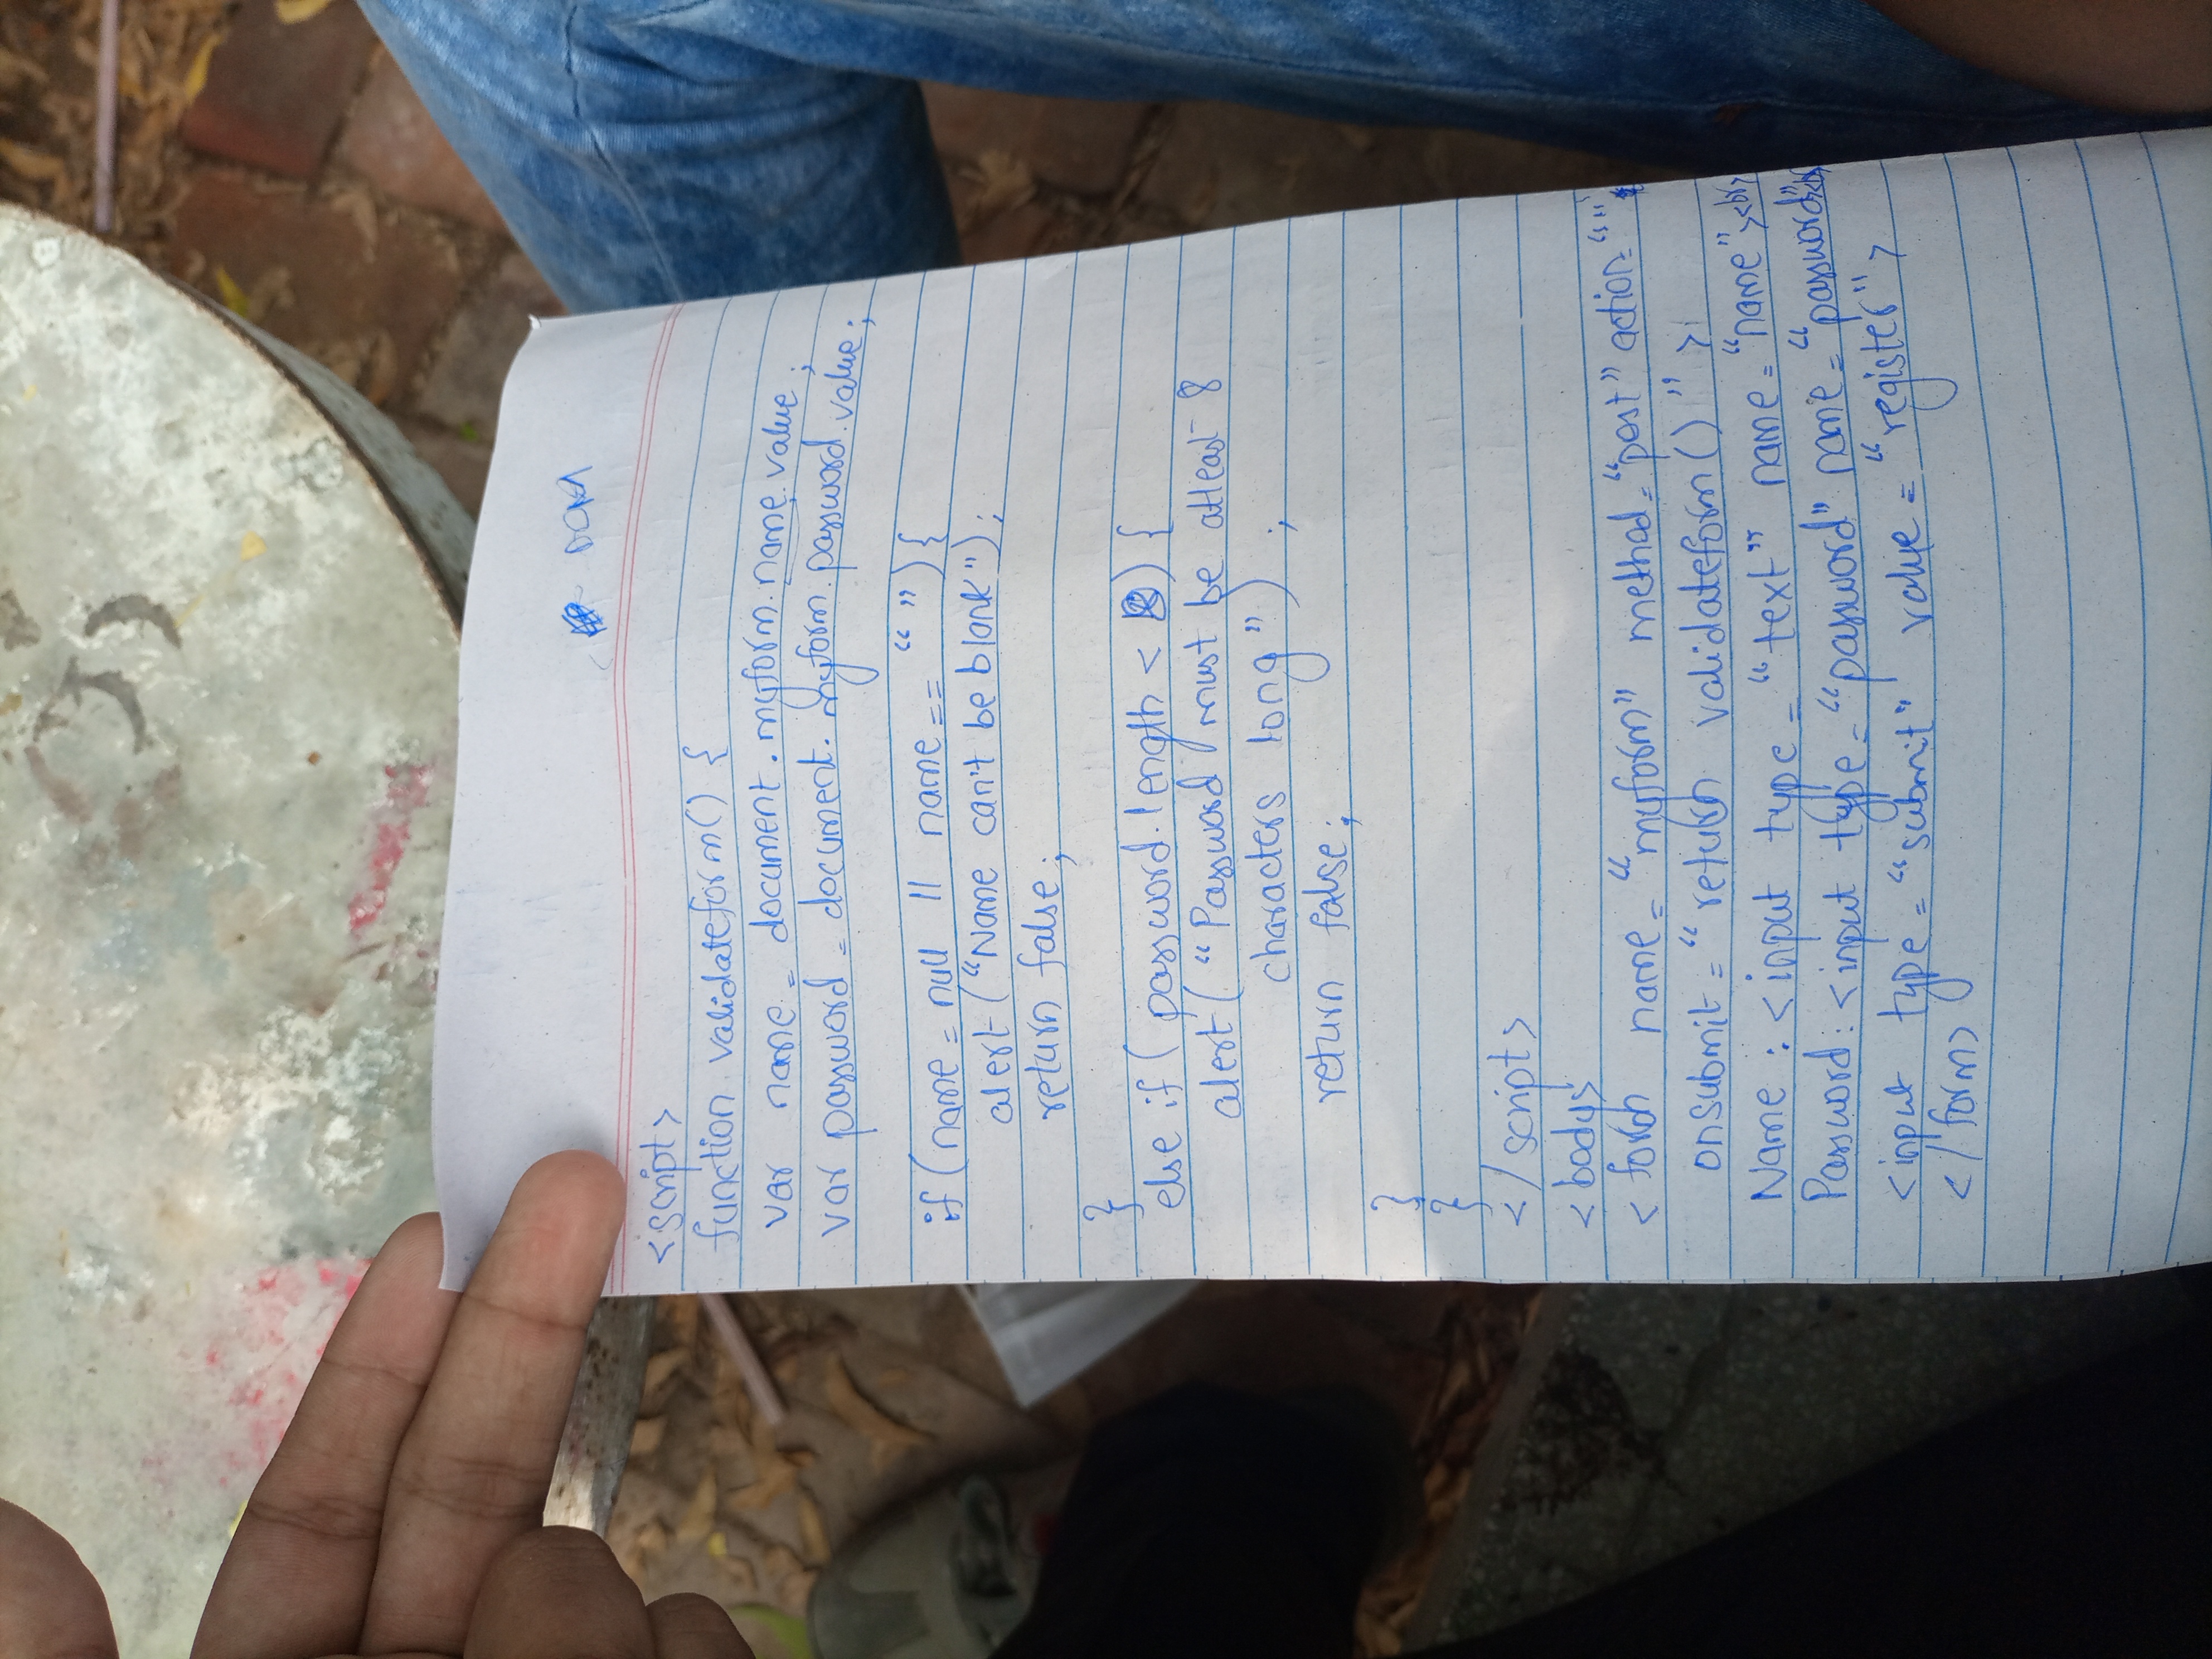 DOM
<script>
function validateform() {
var name = document.myform.name.value;
var password = document.myform.password.value;
if (name = null || name == “ ”) {
alert (“Name can't be blank”);
return false;
}
else if ( password.length < 8) {
alert ( “ Password must be atleast 8
characters long ”) ;
return false;
}
}
</script>
<body>
<form name = “myform” method = “post” action = “ ”
onsubmit = “return validateform() ” >
Name : <input type = “text” name = “name”><br>
Password : <input type = “password” name = “password”><br>
<input type = “submit” value = “register” >
</form>